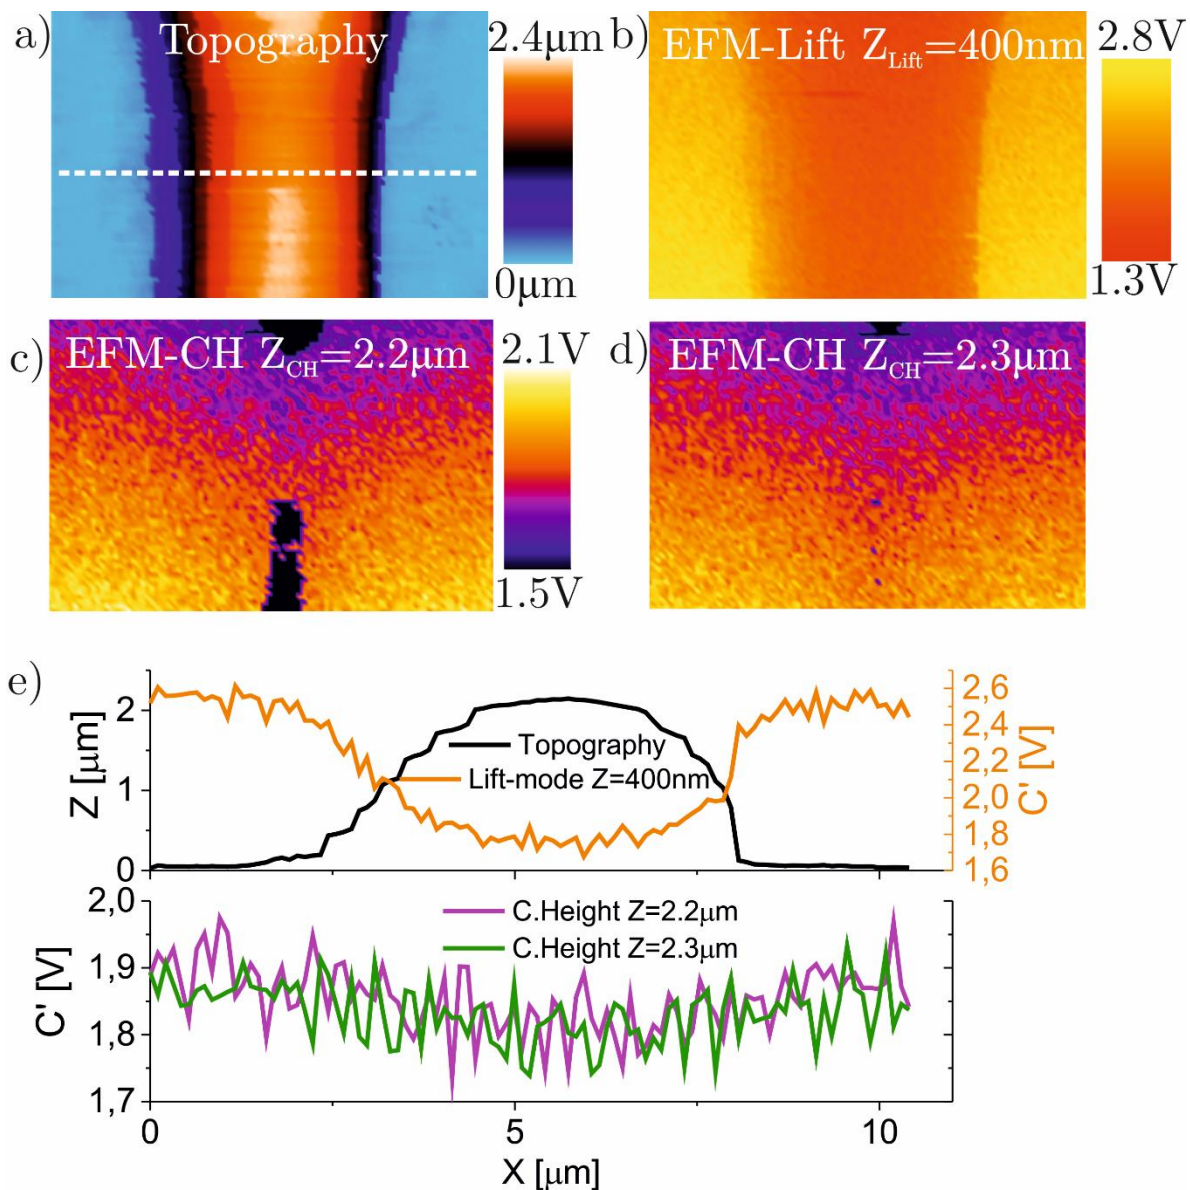 a)
Topography
2.4μm
0μm
b)
EFM-Lift Z_Lift=400nm
2.8V
1.3V
c)
EFM-CH Z_CH=2.2μm
2.1V
1.5V
d)
EFM-CH Z_CH=2.3μm
e)
Z [μm]
2
1
0
Topography
Lift-mode Z=400nm
2,6
2,4
2,2
2,0
1,8
1,6
C' [V]
C' [V]
2,0
1,9
1,8
1,7
C.Height Z=2.2μm
C.Height Z=2.3μm
0
5
10
X [μm]